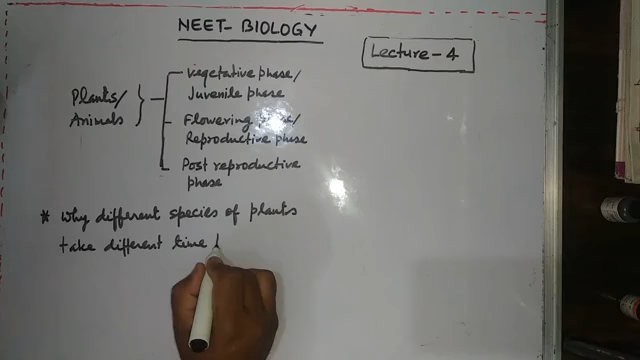 NEET- BIOLOGY
Lecture - 4
Plants/
Animals
vegetative phase/
Juvenile phase
Flowering phase/
Reproductive phase
Post reproductive
phase
* Why different species of plants
take different time